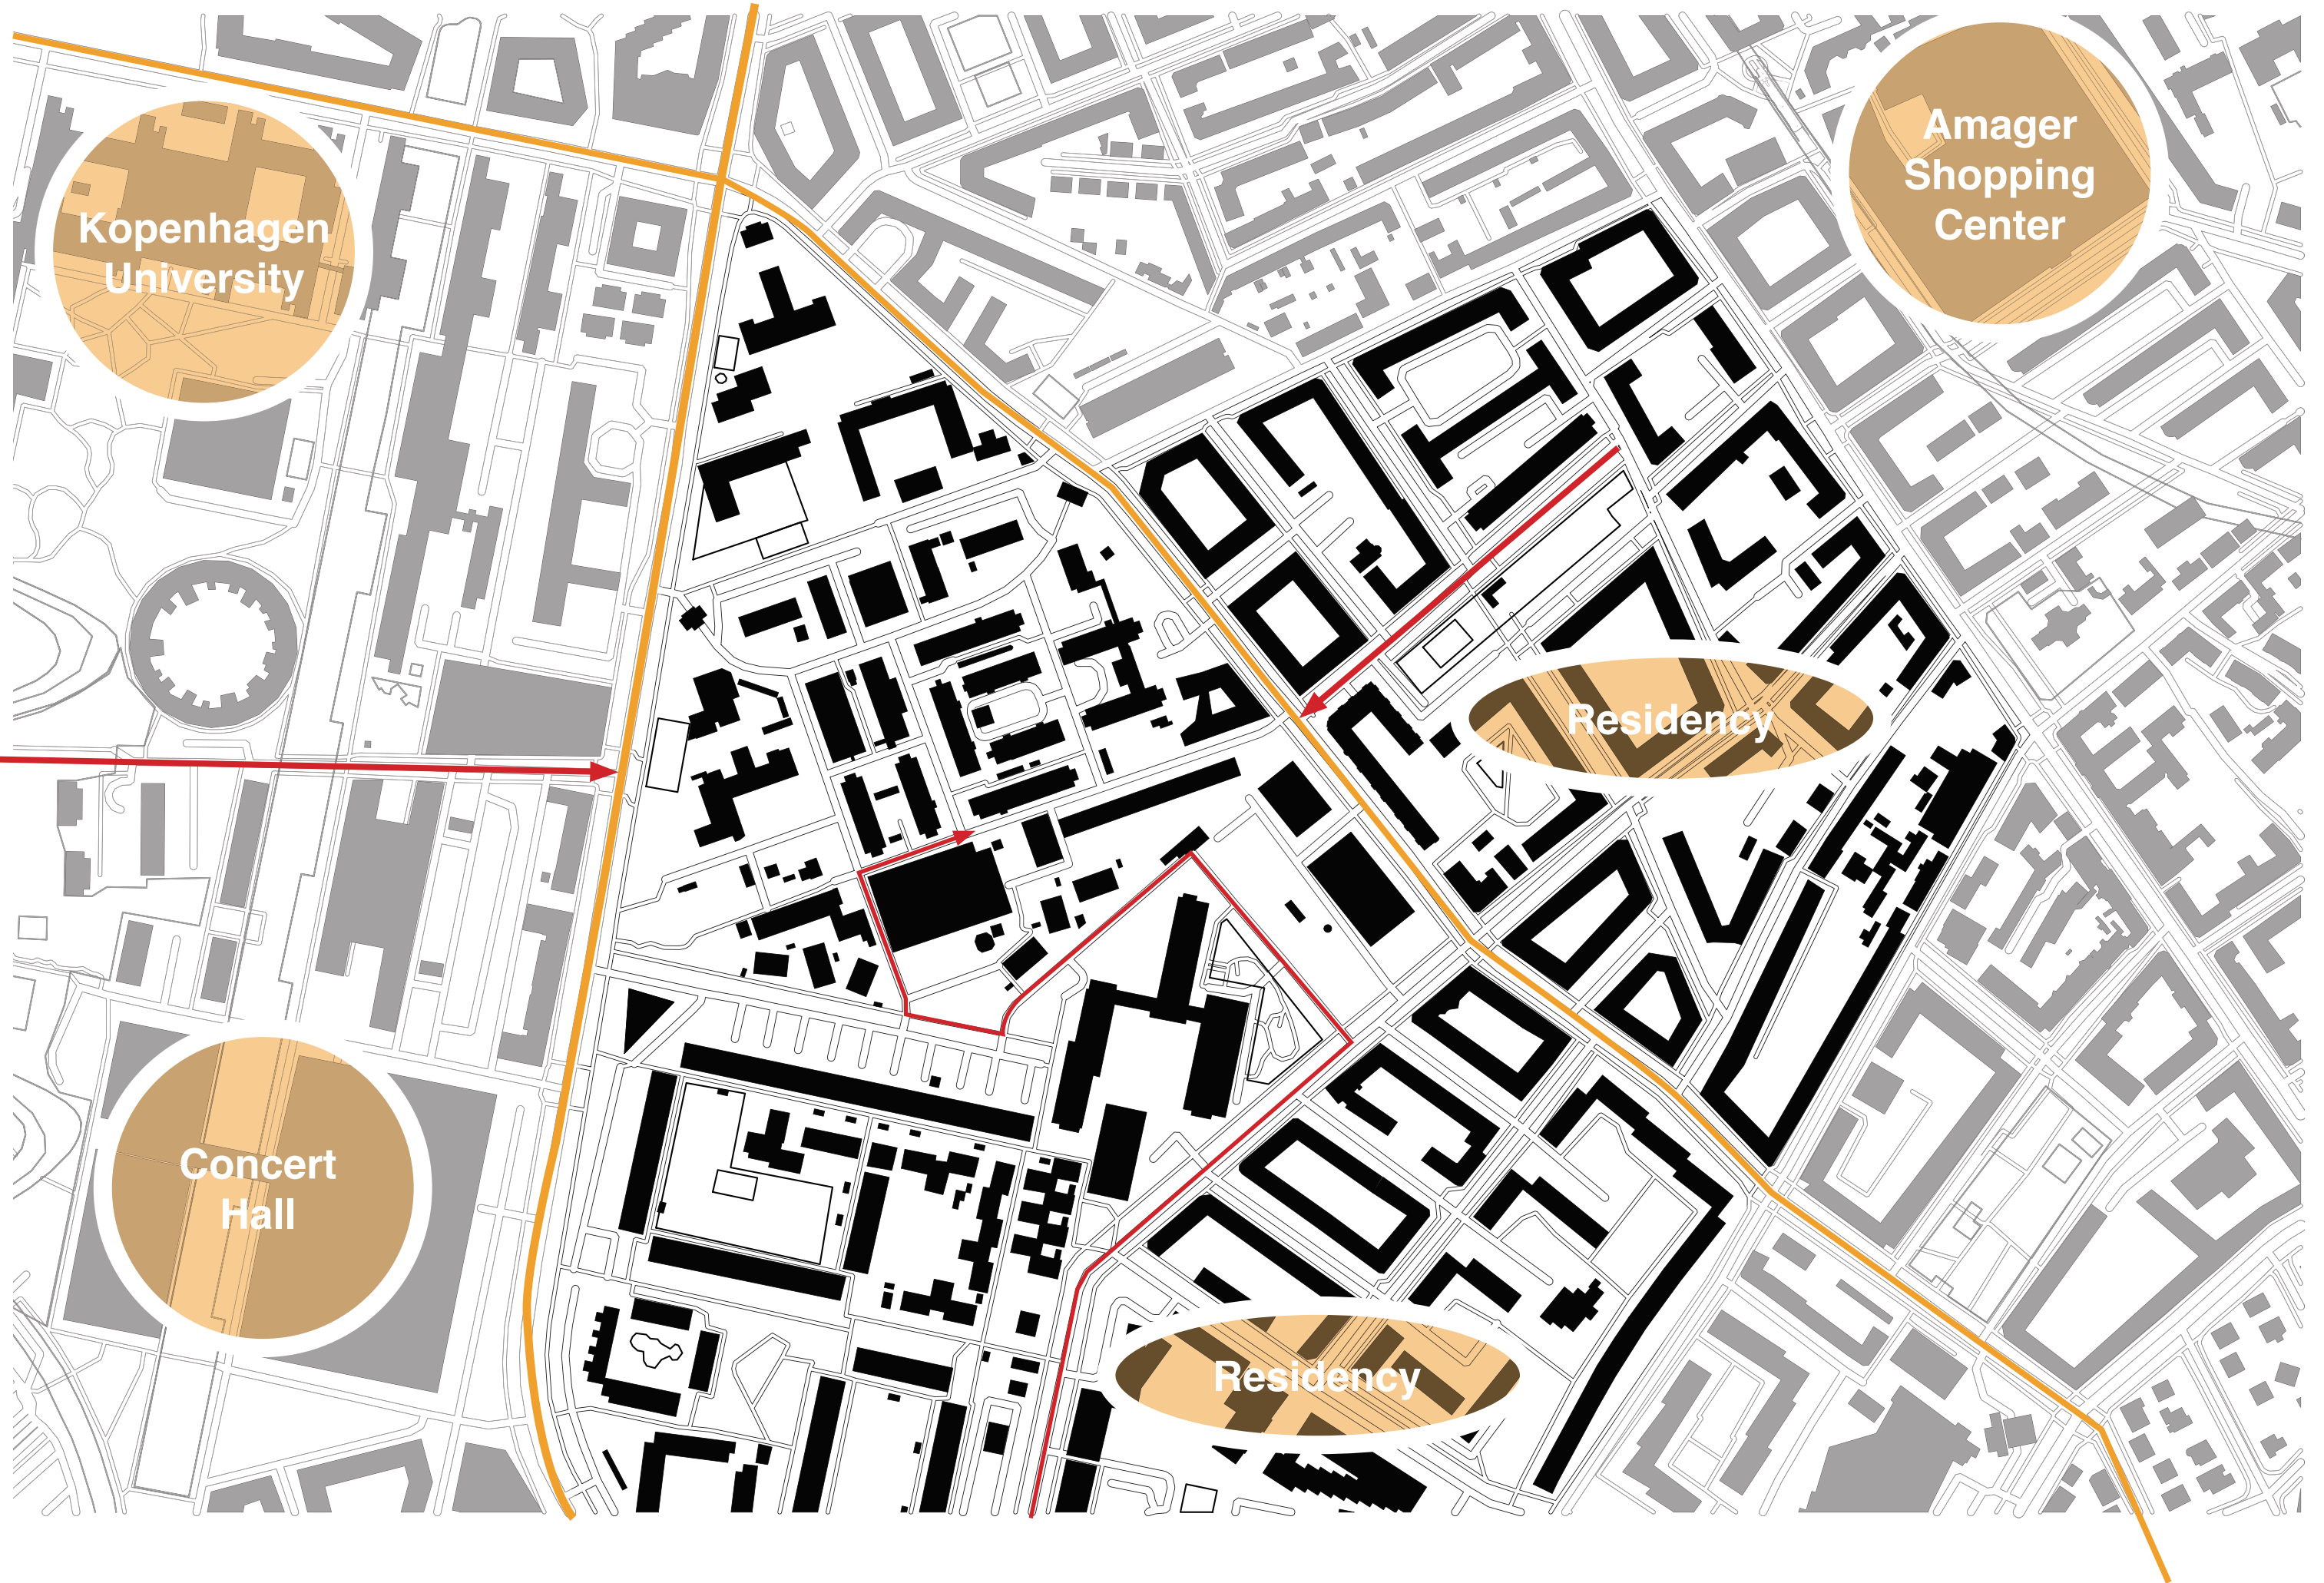 Amager
Shopping
Center
Kopenhagen
University
Residency
Concert
Hall
Residency